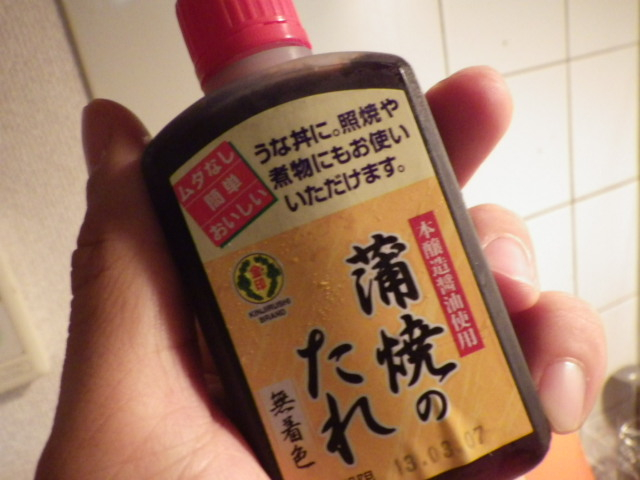 うな丼に。照焼や
煮物にもお使い
いただけます。
ムダなし
簡単
おいしい
金印
KINJIRUSHI
BRAND
本醸造醤油使用
蒲焼の
たれ
無着色
13.03.07